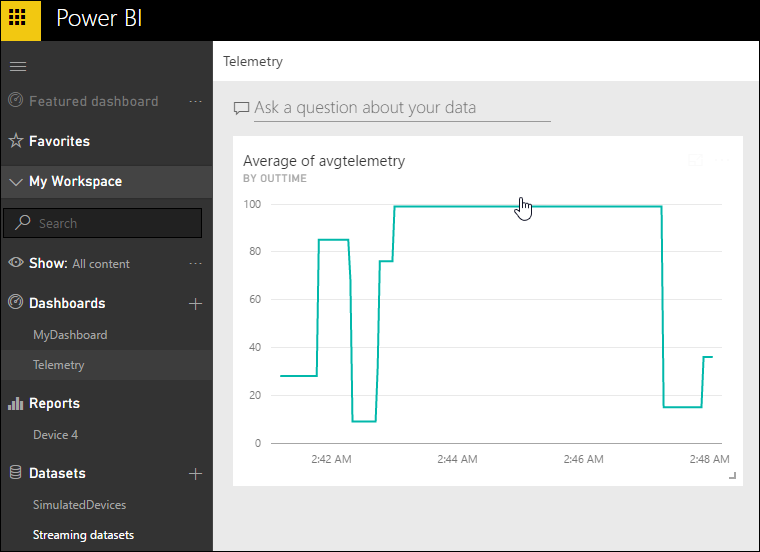 Power BI
Featured dashboard ...
Favorites
My Workspace
Search
Show: All content ...
Dashboards +
MyDashboard
Telemetry
Reports
Device 4
Datasets +
SimulatedDevices
Streaming datasets
Telemetry
Ask a question about your data
Average of avgtelemetry
BY OUTTIME
100
80
60
40
20
0
2:42 AM 2:44 AM 2:46 AM 2:48 AM